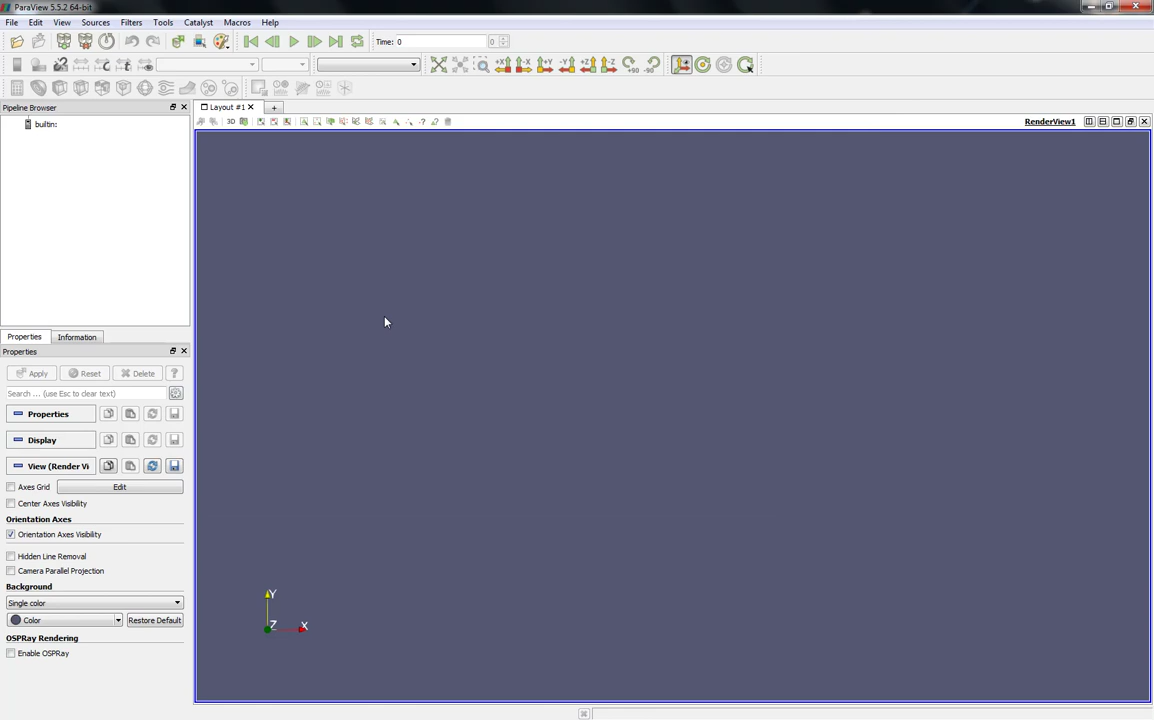 ParaView 5.5.2 64-bit
File Edit View Sources Filters Tools Catalyst Macros Help
Time: 0 0
+X -X +Y -Y +Z -Z +90 -90
Pipeline Browser
Layout #1 +
3D RenderView1
builtin:
Properties Information
Properties
Apply Reset Delete ?
Search ... (use Esc to clear text)
Properties
Display
View (Render Vi
Axes Grid Edit
Center Axes Visibility
Orientation Axes
Orientation Axes Visibility
Hidden Line Removal
Camera Parallel Projection
Background
Single color
Color Restore Default
OSPRay Rendering
Enable OSPRay
Y
Z X